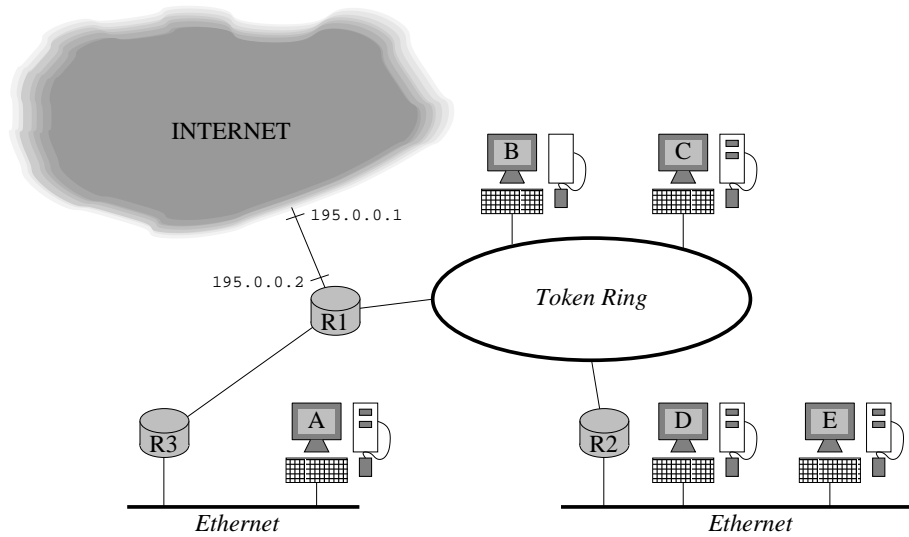 INTERNET
B
C
195.0.0.1
195.0.0.2
Token Ring
R1
A
D
E
R3
R2
Ethernet
Ethernet